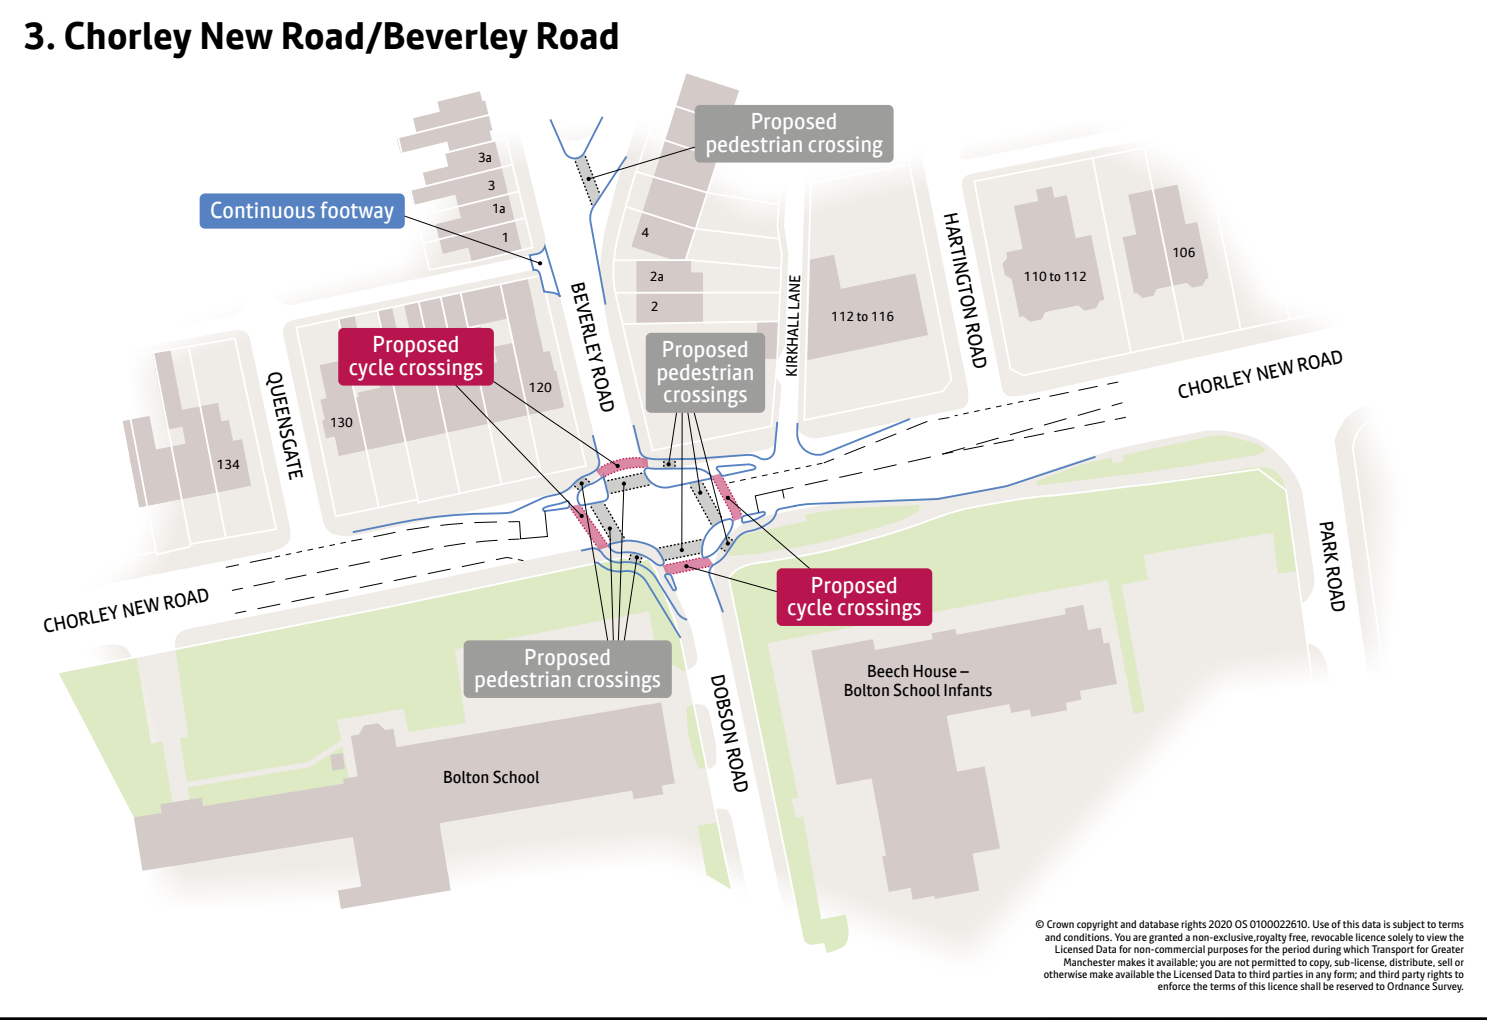 3. Chorley New Road/Beverley Road
Proposed
pedestrian crossing
3a
3
1a
1
Continuous footway
4
2a
2
HARTINGTON ROAD
110 to 112
106
KIRKHALL LANE
112 to 116
BEVERLEY ROAD
Proposed
cycle crossings
Proposed
pedestrian
crossings
120
130
QUEENSGATE
134
CHORLEY NEW ROAD
CHORLEY NEW ROAD
PARK ROAD
Proposed
cycle crossings
Proposed
pedestrian crossings
DOBSON ROAD
Beech House –
Bolton School Infants
Bolton School
© Crown copyright and database rights 2020 OS 0100022610. Use of this data is subject to terms
and conditions. You are granted a non-exclusive,royalty free, revocable licence solely to view the
Licensed Data for non-commercial purposes for the period during which Transport for Greater
Manchester makes it available; you are not permitted to copy, sub-license, distribute, sell or
otherwise make available the Licensed Data to third parties in any form; and third party rights to
enforce the terms of this licence shall be reserved to Ordnance Survey.